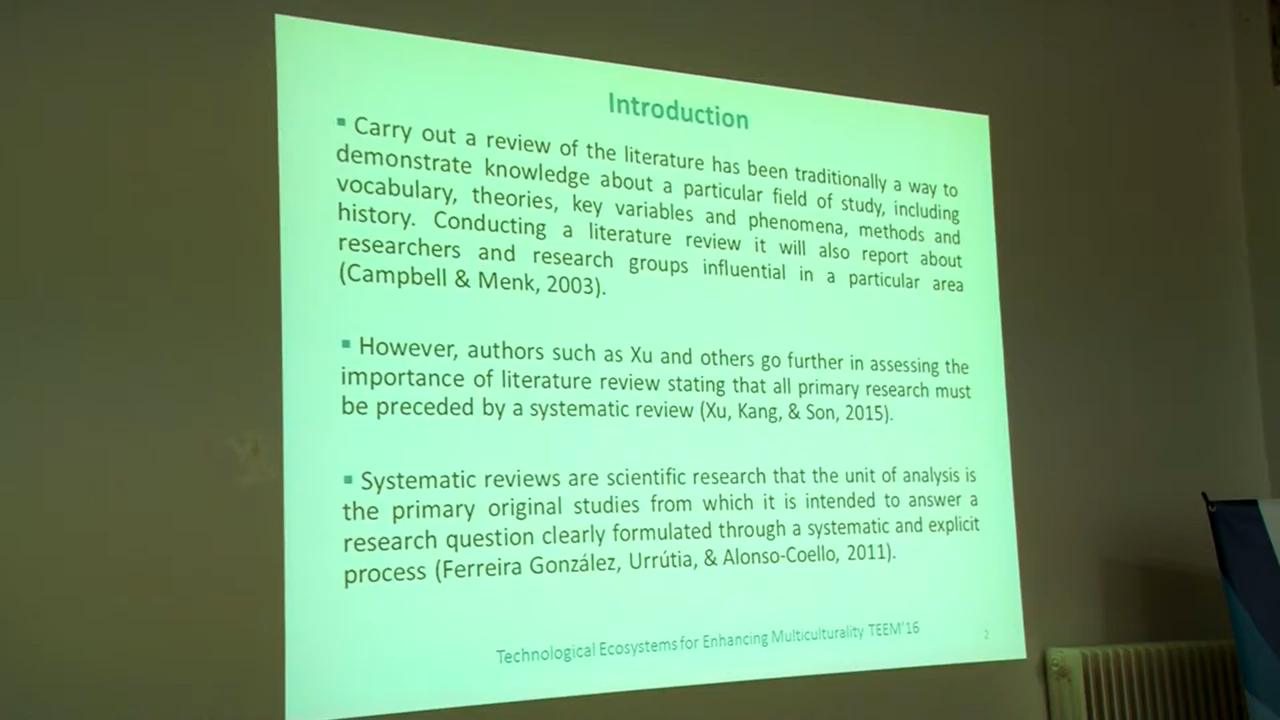 Introduction
▪ Carry out a review of the literature has been traditionally a way to
demonstrate knowledge about a particular field of study, including
vocabulary, theories, key variables and phenomena, methods and
history. Conducting a literature review it will also report about
researchers and research groups influential in a particular area
(Campbell & Menk, 2003).
▪ However, authors such as Xu and others go further in assessing the
importance of literature review stating that all primary research must
be preceded by a systematic review (Xu, Kang, & Son, 2015).
▪ Systematic reviews are scientific research that the unit of analysis is
the primary original studies from which it is intended to answer a
research question clearly formulated through a systematic and explicit
process (Ferreira González, Urrútia, & Alonso-Coello, 2011).
Technological Ecosystems for Enhancing Multiculturality TEEM'16
2